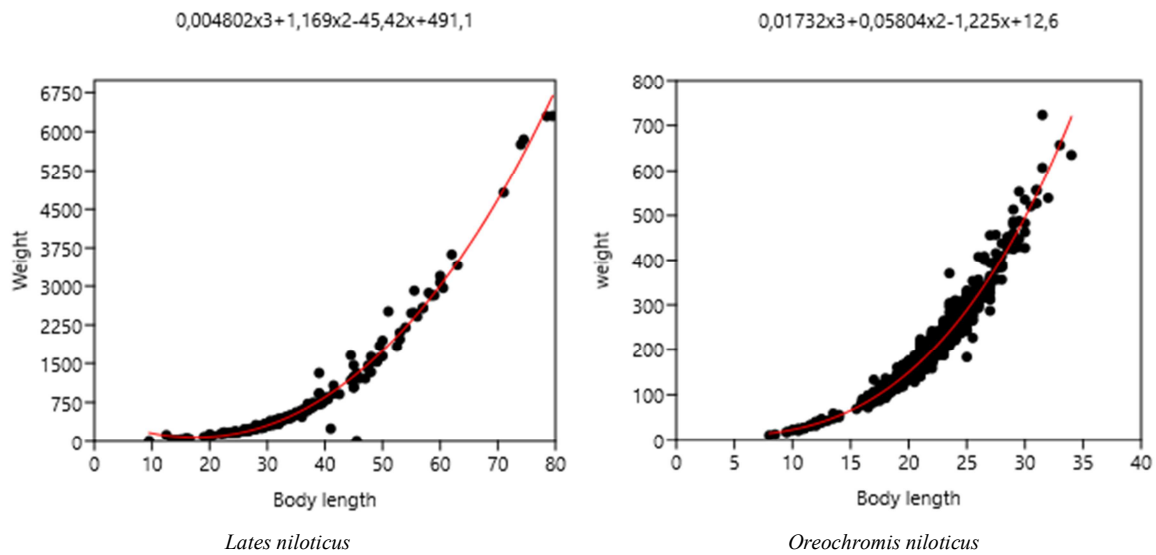 0,004802x3+1,169x2-45,42x+491,1
6750
6000
5250
4500
3750
3000
2250
1500
750
0
Weight
0 10 20 30 40 50 60 70 80
Body length
Lates niloticus
0,01732x3+0,05804x2-1,225x+12,6
800
700
600
500
400
300
200
100
0
weight
0 5 10 15 20 25 30 35 40
Body length
Oreochromis niloticus